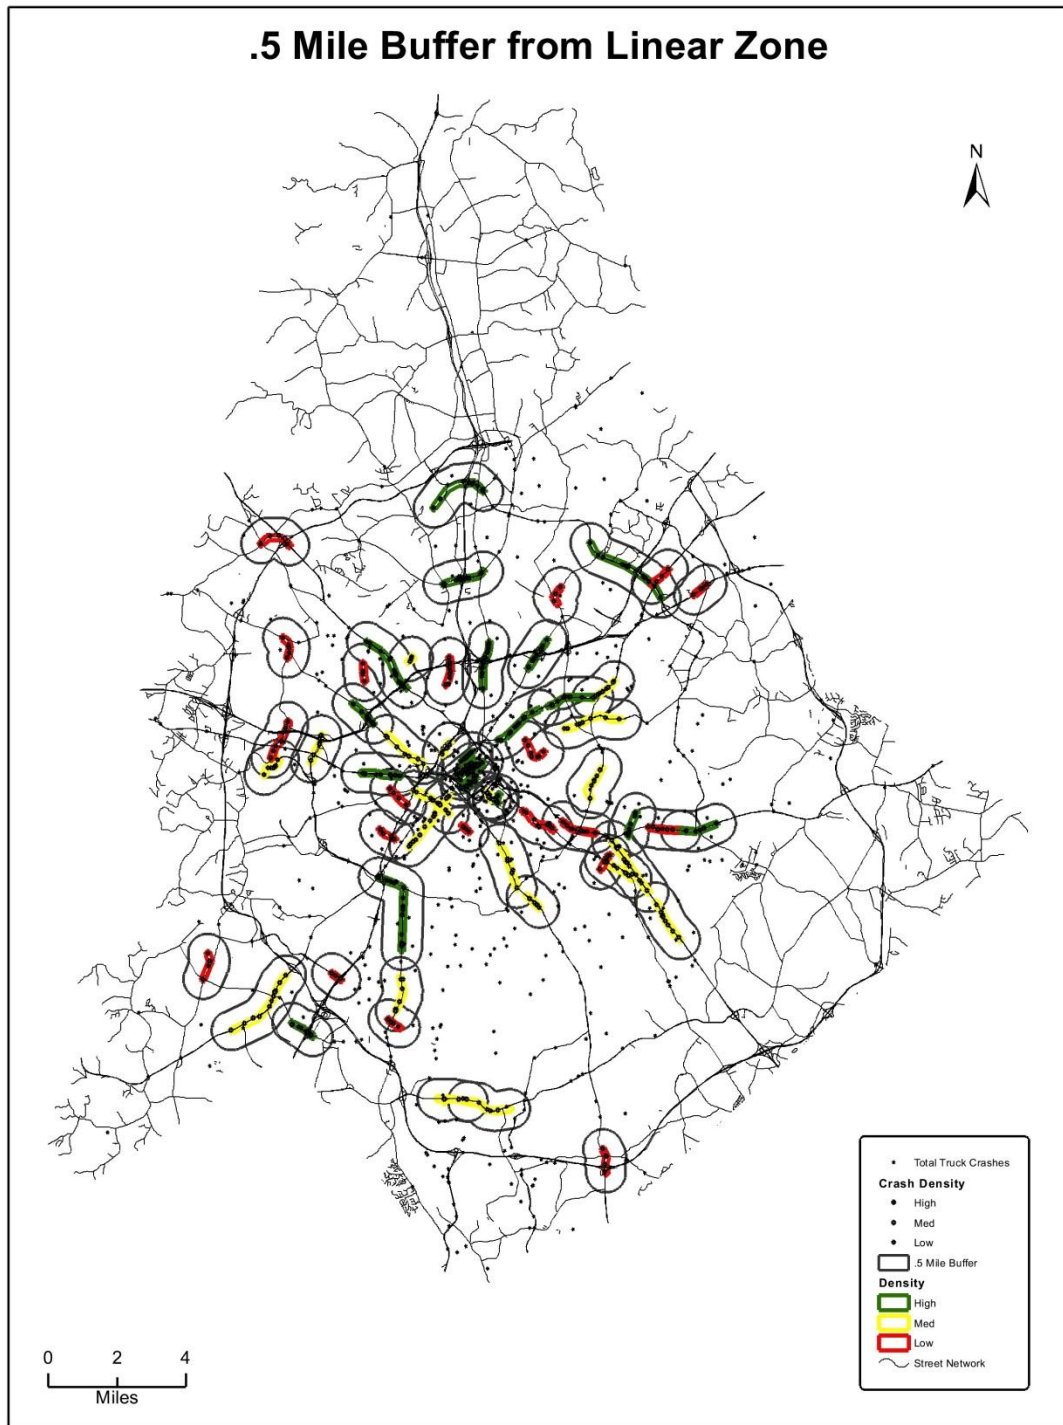 .5 Mile Buffer from Linear Zone
N
Total Truck Crashes
Crash Density
High
Med
Low
.5 Mile Buffer
Density
High
Med
Low
Street Network
0 2 4
Miles